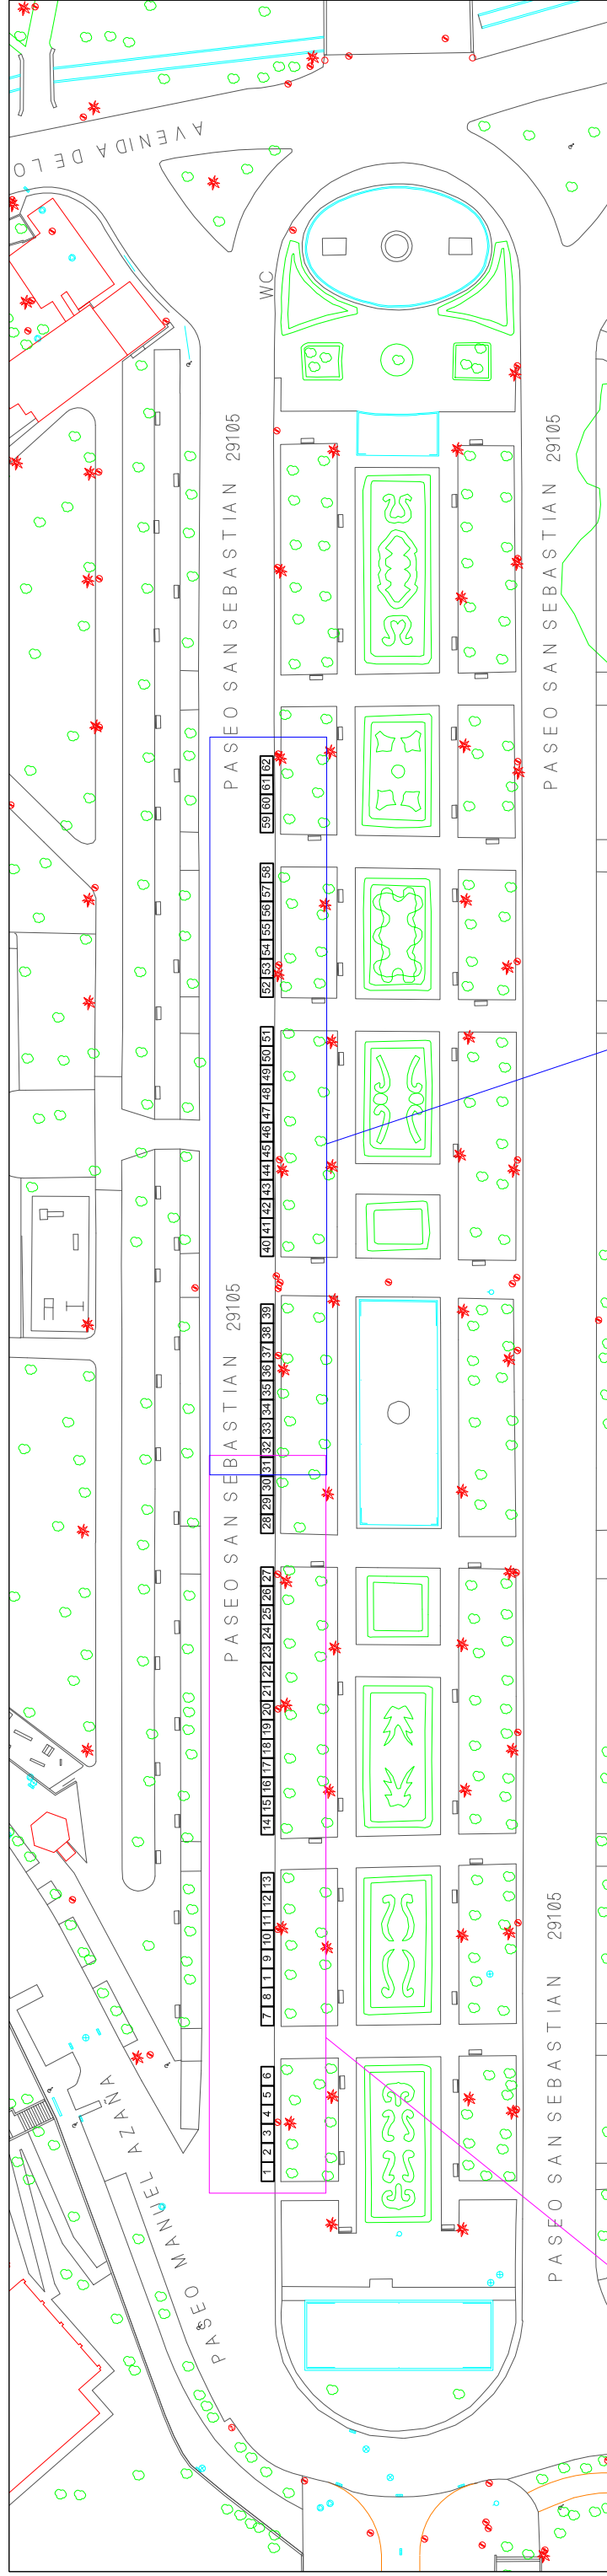 AVENIDA DE LO
WC
PASEO SAN SEBASTIAN 29105
PASEO SAN SEBASTIAN 29105
59 60 61 62
52 53 54 55 56 57 58
40 41 42 43 44 45 46 47 48 49 50 51
PASEO SAN SEBASTIAN 29105
28 29 30 31 32 33 34 35 36 37 38 39
14 15 16 17 18 19 20 21 22 23 24 25 26 27
7 8 1 9 10 11 12 13
1 2 3 4 5 6
PASEO MANUEL AZAÑA
PASEO SAN SEBASTIAN 29105